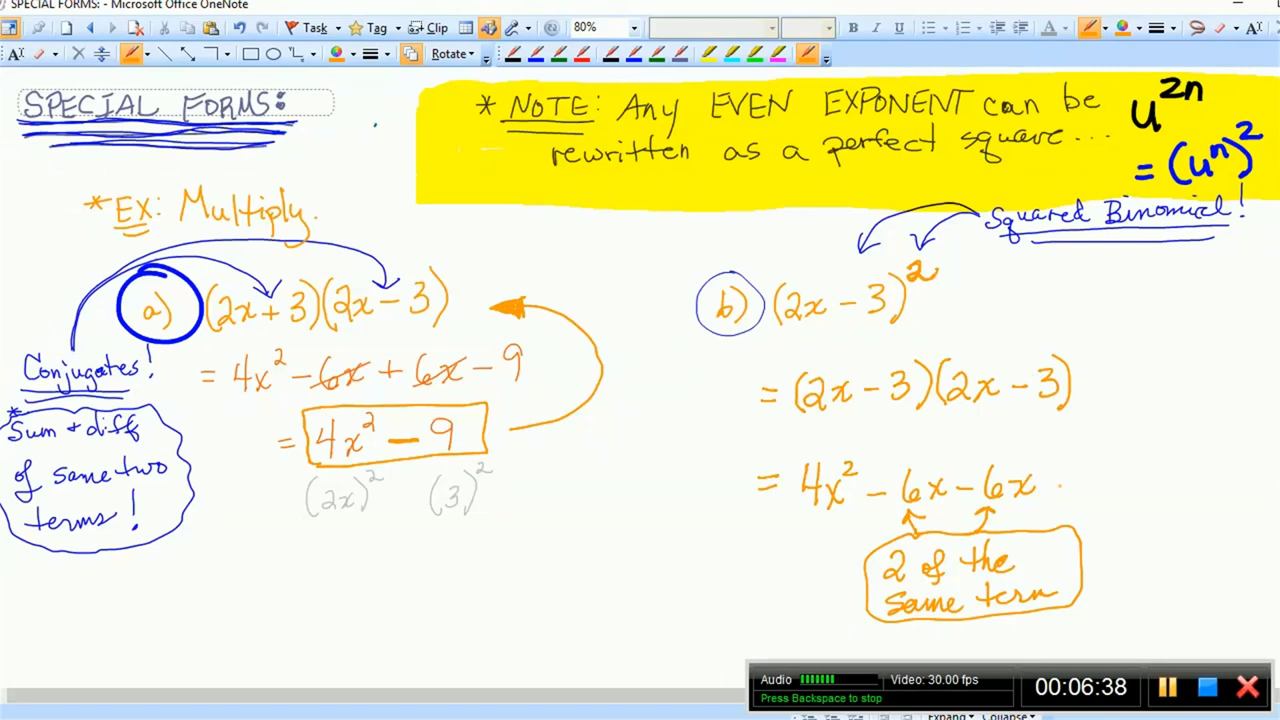 SPECIAL FORMS: - Microsoft Office OneNote
Task
Tag
Clip
80%
B I U
A
Rotate
SPECIAL FORMS:
* NOTE: Any EVEN EXPONENT can be
rewritten as a perfect square...
u^2n
= (u^n)^2
*EX: Multiply.
Squared Binomial!
a) (2x + 3)(2x - 3)
= 4x^2 - 6x + 6x - 9
= 4x^2 - 9
(2x)^2 (3)^2
Conjugates!
* Sum + diff
of same two
terms!
b) (2x - 3)^2
= (2x - 3)(2x - 3)
= 4x^2 - 6x - 6x
2 of the
same term
Audio
Video: 30.00 fps
Press Backspace to stop
00:06:38
Expand
Collapse